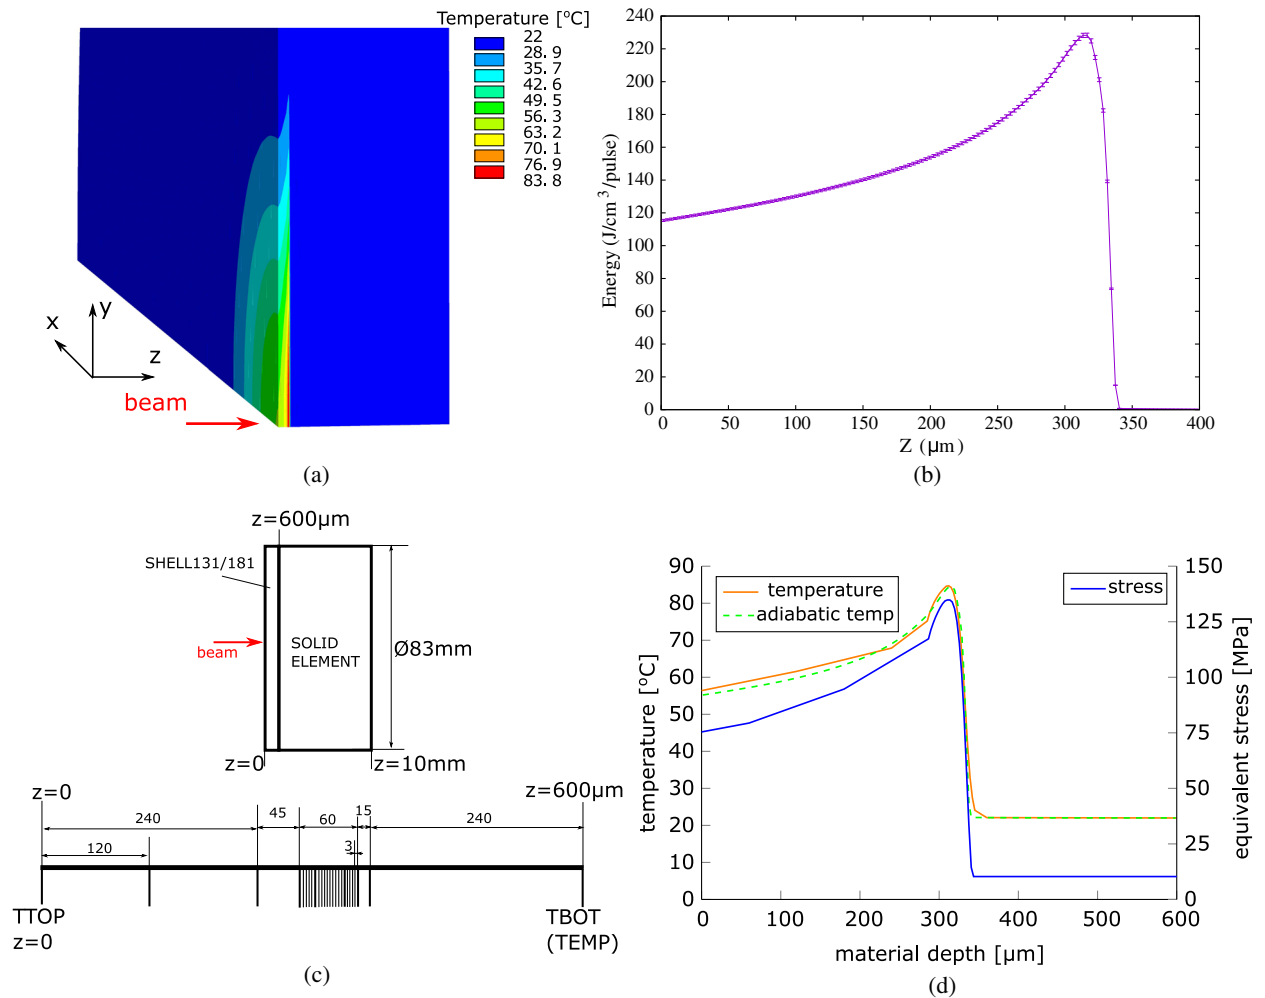 Temperature [°C]
22
28. 9
35. 7
42. 6
49. 5
56. 3
63. 2
70. 1
76. 9
83. 8
x
y
z
beam
(a)
240
220
200
180
160
140
120
100
80
60
40
20
0
Energy (J/cm³/pulse)
0 50 100 150 200 250 300 350 400
Z (μm)
(b)
z=600μm
SHELL131/181
beam
SOLID
ELEMENT
Ø83mm
z=0
z=10mm
z=0
z=600μm
240
45
60
15
240
120
3
TTOP
z=0
TBOT
(TEMP)
(c)
90
80
70
60
50
40
30
20
10
0
temperature [°C]
temperature
adiabatic temp
stress
150
125
100
75
50
25
0
equivalent stress [MPa]
0 100 200 300 400 500 600
material depth [μm]
(d)